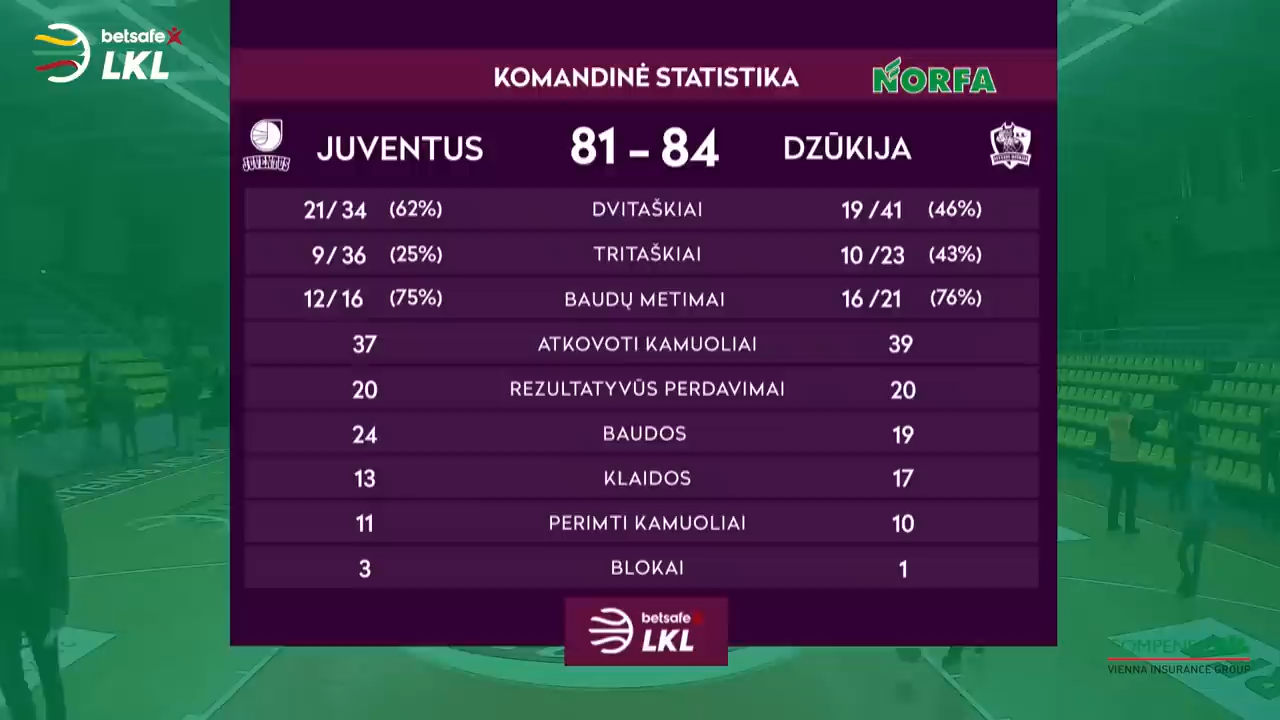 betsafe
LKL
KOMANDINĖ STATISTIKA
NORFA
JUVENTUS 81 - 84 DZŪKIJA
JUVENTUS
21/34 (62%) DVITAŠKIAI 19/41 (46%)
9/36 (25%) TRITAŠKIAI 10/23 (43%)
12/16 (75%) BAUDŲ METIMAI 16/21 (76%)
37 ATKOVOTI KAMUOLIAI 39
20 REZULTATYVŪS PERDAVIMAI 20
24 BAUDOS 19
13 KLAIDOS 17
11 PERIMTI KAMUOLIAI 10
3 BLOKAI 1
betsafe
LKL
VIENNA INSURANCE GROUP